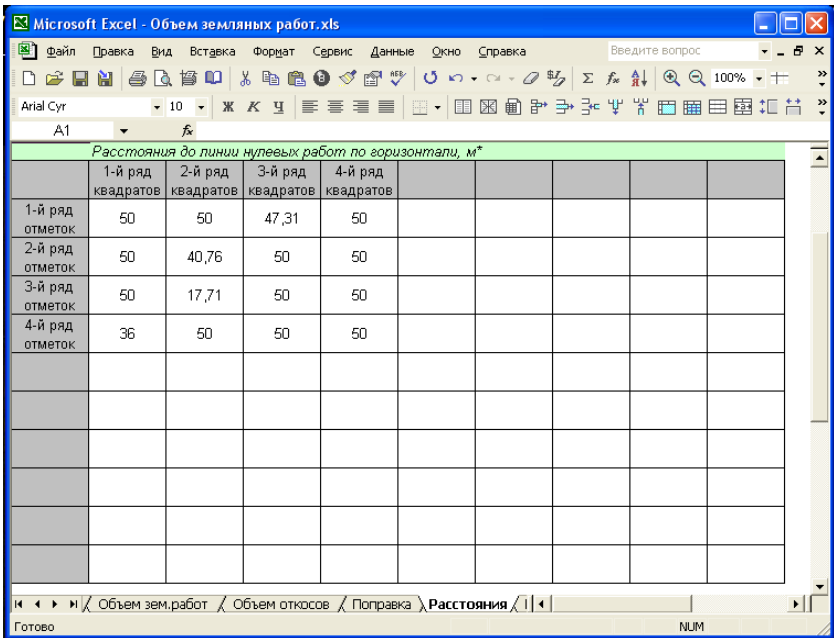 Microsoft Excel - Объем земляных работ.xls
Файл Правка Вид Вставка Формат Сервис Данные Окно Справка Введите вопрос
100%
Arial Cyr 10 Ж К Ч
A1 fx
Расстояния до линии нулевых работ по горизонтали, м*
1-й ряд 2-й ряд 3-й ряд 4-й ряд
квадратов квадратов квадратов квадратов
1-й ряд
отметок 50 50 47,31 50
2-й ряд
отметок 50 40,76 50 50
3-й ряд
отметок 50 17,71 50 50
4-й ряд
отметок 36 50 50 50
Объем зем.работ Объем откосов Поправка Расстояния
Готово NUM